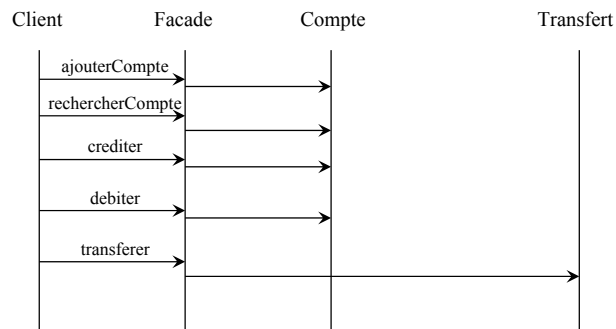 Client Facade Compte Transfert
ajouterCompte
rechercherCompte
crediter
debiter
transferer